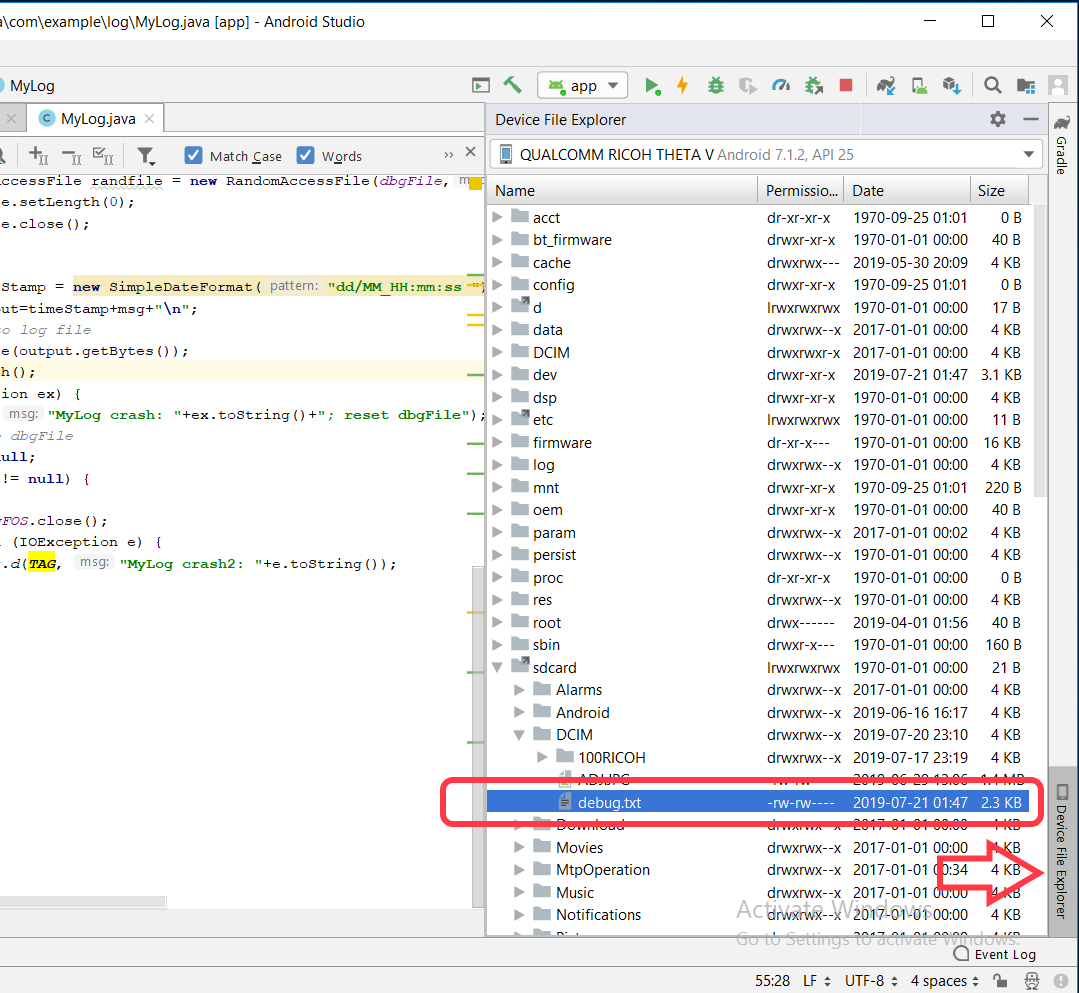 a\com\example\log\MyLog.java [app] - Android Studio
MyLog
app
MyLog.java
Device File Explorer
Match Case
Words
QUALCOMM RICOH THETA V Android 7.1.2, API 25
Name Permissio... Date Size
ccessFile randfile = new RandomAccessFile(dbgFile,
e.setLength(0);
e.close();
Stamp = new SimpleDateFormat( pattern: "dd/MM_HH:mm:ss ")
ut=timeStamp+msg+"\n";
o log file
e(output.getBytes());
h();
ion ex) {
msg: "MyLog crash: "+ex.toString()+"; reset dbgFile");
dbgFile
ull;
!= null) {
FOS.close();
(IOException e) {
.d(TAG, msg: "MyLog crash2: "+e.toString());
acct dr-xr-xr-x 1970-09-25 01:01 0 B
bt_firmware drwxr-xr-x 1970-01-01 00:00 40 B
cache drwxrwx--- 2019-05-30 20:09 4 KB
config drwxr-xr-x 1970-09-25 01:01 0 B
d lrwxrwxrwx 1970-01-01 00:00 17 B
data drwxrwx--x 2017-01-01 00:00 4 KB
DCIM drwxrwxr-x 1970-01-01 00:00 4 KB
dev drwxr-xr-x 2019-07-21 01:47 3.1 KB
dsp drwxr-xr-x 1970-01-01 00:00 4 KB
etc lrwxrwxrwx 1970-01-01 00:00 11 B
firmware dr-xr-x--- 1970-01-01 00:00 16 KB
log drwxrwx--x 1970-01-01 00:00 4 KB
mnt drwxr-xr-x 1970-09-25 01:01 220 B
oem drwxr-xr-x 1970-01-01 00:00 40 B
param drwxrwx--x 2017-01-01 00:02 4 KB
persist drwxrwx--x 1970-01-01 00:00 4 KB
proc dr-xr-xr-x 1970-01-01 00:00 0 B
res drwxrwx--x 1970-01-01 00:00 4 KB
root drwx------ 2019-04-01 01:56 40 B
sbin drwxr-x--- 1970-01-01 00:00 160 B
sdcard lrwxrwxrwx 1970-01-01 00:00 21 B
Alarms drwxrwx--x 2017-01-01 00:00 4 KB
Android drwxrwx--x 2019-06-16 16:17 4 KB
DCIM drwxrwx--x 2019-07-20 23:10 4 KB
100RICOH drwxrwx--x 2019-07-17 23:19 4 KB
debug.txt -rw-rw---- 2019-07-21 01:47 2.3 KB
Download drwxrwx--x 2017-01-01 00:00 4 KB
Movies drwxrwx--x 2017-01-01 00:00 4 KB
MtpOperation drwxrwx--x 2017-01-01 00:34 4 KB
Music drwxrwx--x 2017-01-01 00:00 4 KB
Notifications drwxrwx--x 2017-01-01 00:00 4 KB
Gradle
Device File Explorer
Activate Windows
Go to Settings to activate Windows.
Event Log
55:28 LF UTF-8 4 spaces